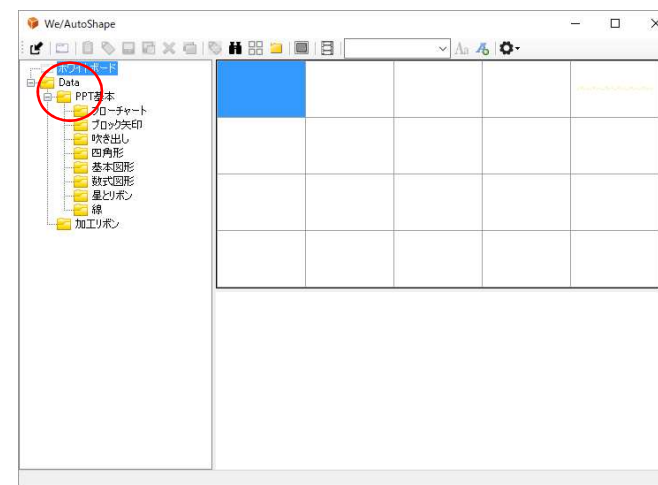 We/AutoShape
Aa
ホワイトボード
Data
PPT基本
フローチャート
ブロック矢印
吹き出し
四角形
基本図形
数式図形
星とリボン
線
加工リボン